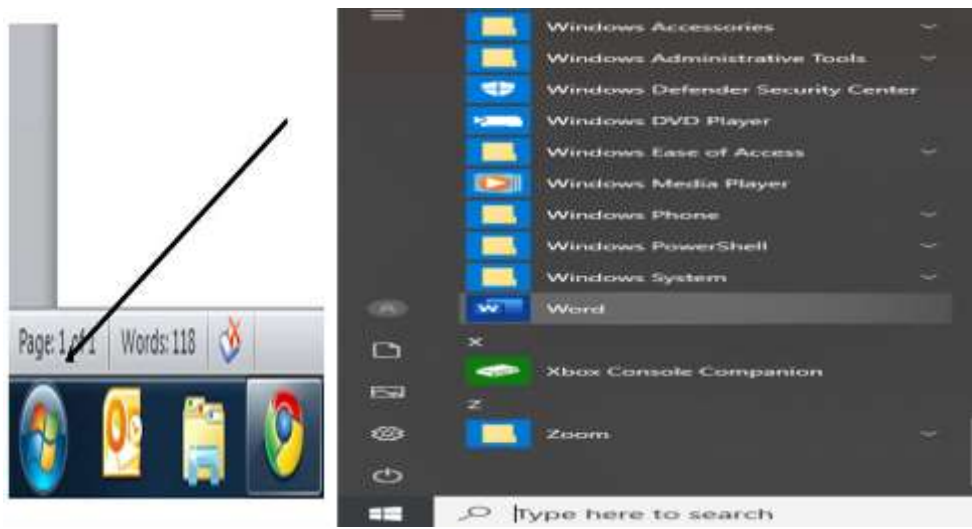 Page: 1 of 1
Words: 118
Windows Accessories
Windows Administrative Tools
Windows Defender Security Center
Windows DVD Player
Windows Ease of Access
Windows Media Player
Windows Phone
Windows PowerShell
Windows System
W
Word
X
Xbox Console Companion
Z
Zoom
Type here to search